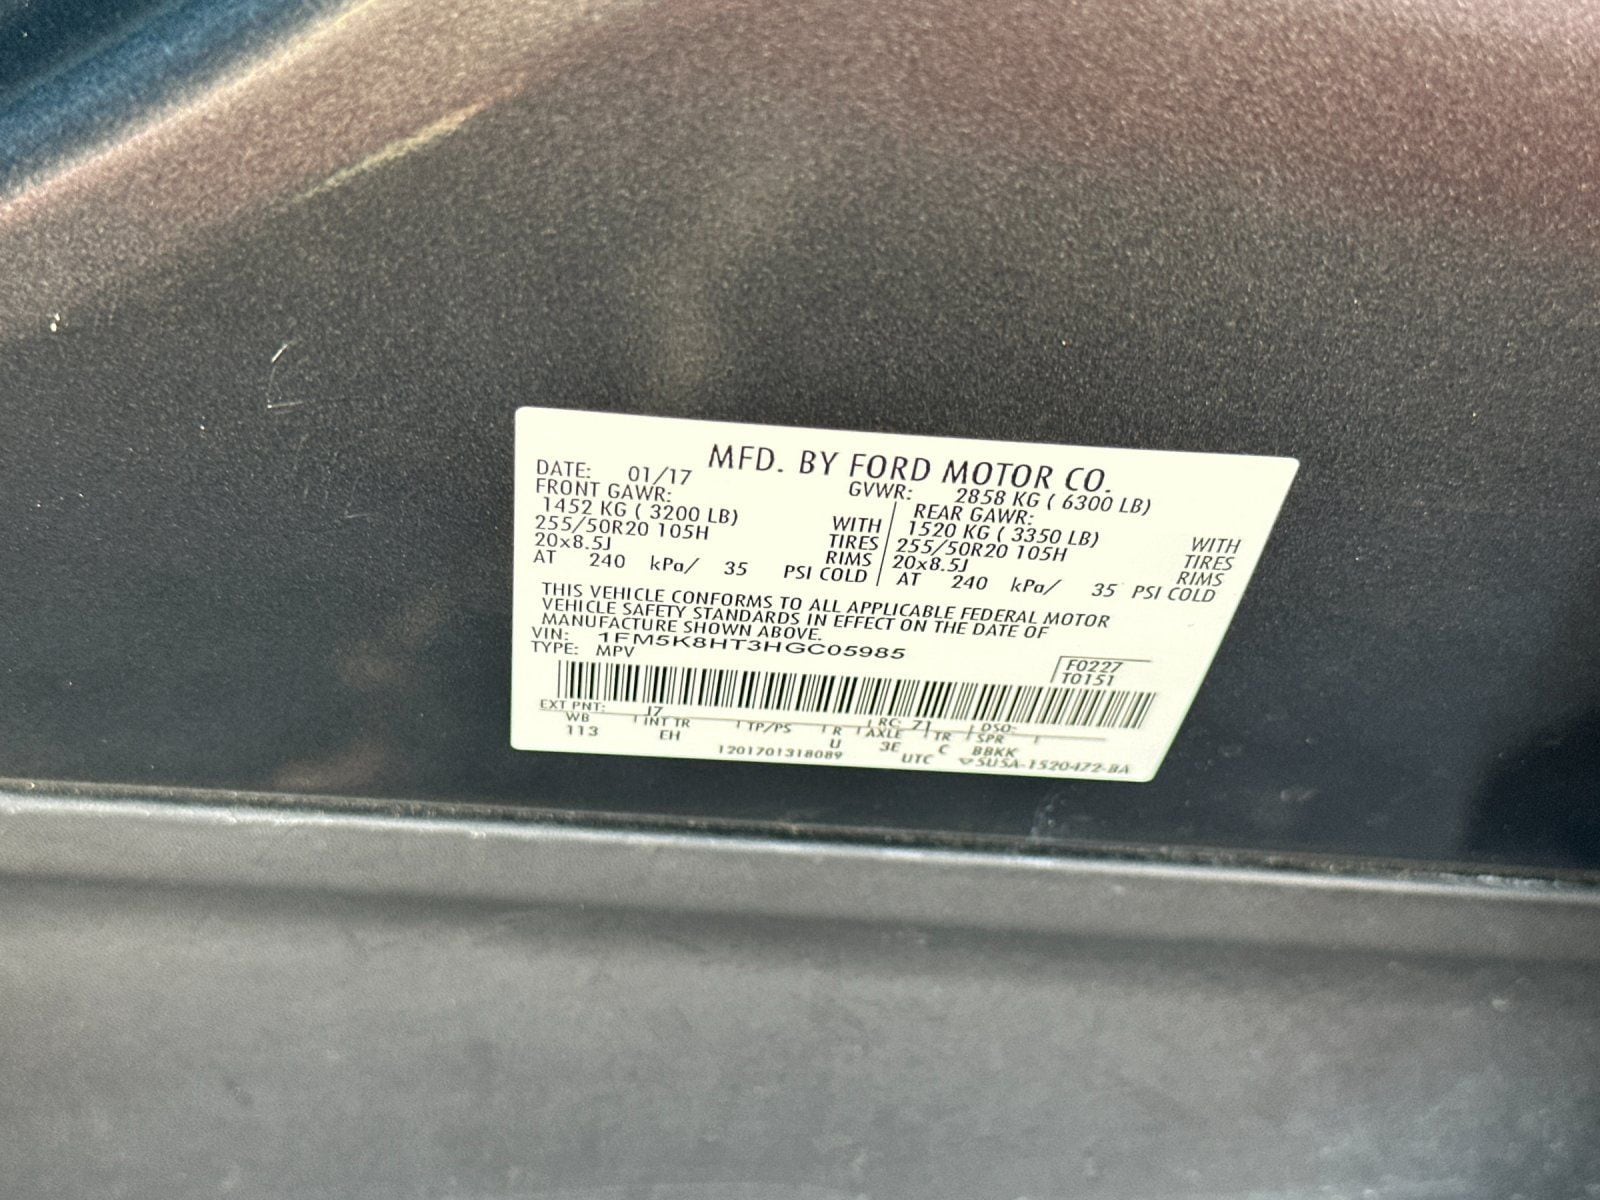 MFD. BY FORD MOTOR CO.
DATE: 01/17 GVWR: 2858 KG ( 6300 LB)
FRONT GAWR: REAR GAWR:
1452 KG ( 3200 LB) WITH 1520 KG ( 3350 LB) WITH
255/50R20 105H TIRES 255/50R20 105H TIRES
20x8.5J RIMS 20x8.5J RIMS
AT 240 kPa/ 35 PSI COLD AT 240 kPa/ 35 PSI COLD
THIS VEHICLE CONFORMS TO ALL APPLICABLE FEDERAL MOTOR
VEHICLE SAFETY STANDARDS IN EFFECT ON THE DATE OF
MANUFACTURE SHOWN ABOVE.
VIN: 1FM5K8HT3HGC05985
TYPE: MPV
F0227
T0151
EXT PNT: J7 RC: 71 DSO:
WB INT TR TP/PS R AXLE TR SPR
113 EH U 3E C BBKK
1201701318089 UTC 5U5A-1520472-BA